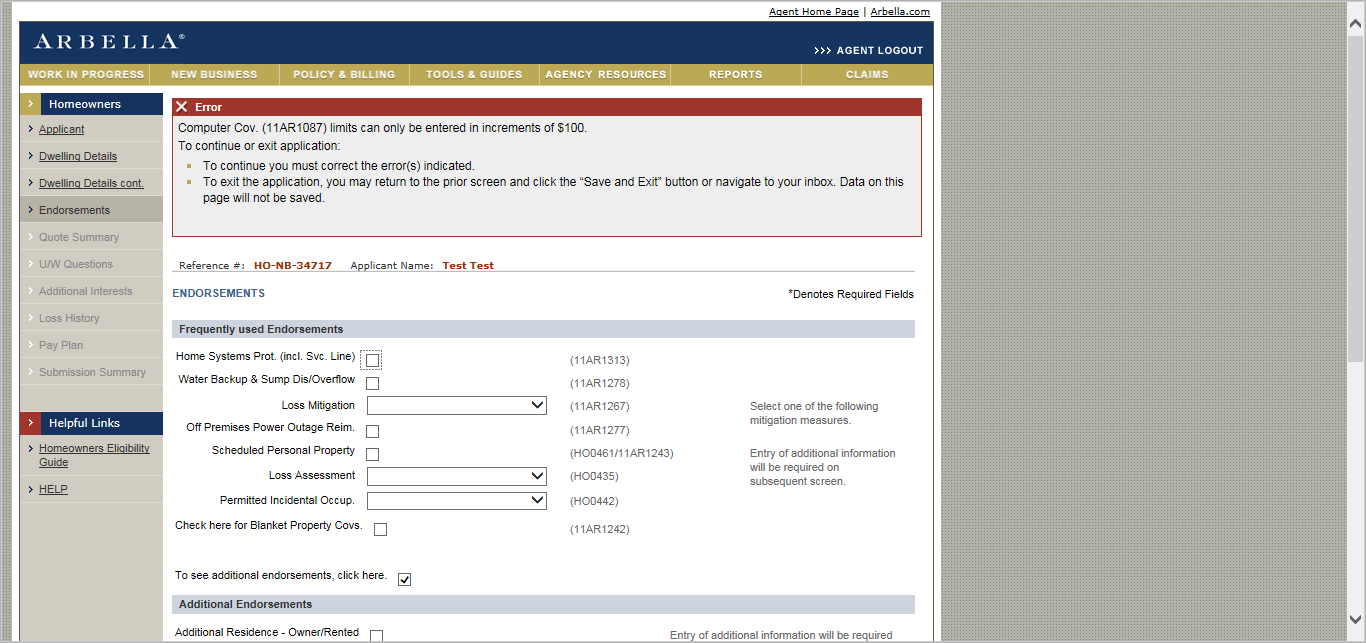 Agent Home Page | Arbella.com
ARBELLA®
>>> AGENT LOGOUT
WORK IN PROGRESS
NEW BUSINESS
POLICY & BILLING
TOOLS & GUIDES
AGENCY RESOURCES
REPORTS
CLAIMS
Homeowners
Applicant
Dwelling Details
Dwelling Details cont.
Endorsements
Quote Summary
U/W Questions
Additional Interests
Loss History
Pay Plan
Submission Summary
Helpful Links
Homeowners Eligibility
Guide
HELP
Error
Computer Cov. (11AR1087) limits can only be entered in increments of $100.
To continue or exit application:
To continue you must correct the error(s) indicated.
To exit the application, you may return to the prior screen and click the “Save and Exit” button or navigate to your inbox. Data on this
page will not be saved.
Reference #: HO-NB-34717 Applicant Name: Test Test
ENDORSEMENTS
*Denotes Required Fields
Frequently used Endorsements
Home Systems Prot. (incl. Svc. Line) (11AR1313)
Water Backup & Sump Dis/Overflow (11AR1278)
Loss Mitigation (11AR1267) Select one of the following
mitigation measures.
Off Premises Power Outage Reim. (11AR1277)
Scheduled Personal Property (HO0461/11AR1243) Entry of additional information
will be required on
subsequent screen.
Loss Assessment (HO0435)
Permitted Incidental Occup. (HO0442)
Check here for Blanket Property Covs. (11AR1242)
To see additional endorsements, click here.
Additional Endorsements
Additional Residence - Owner/Rented Entry of additional information will be required